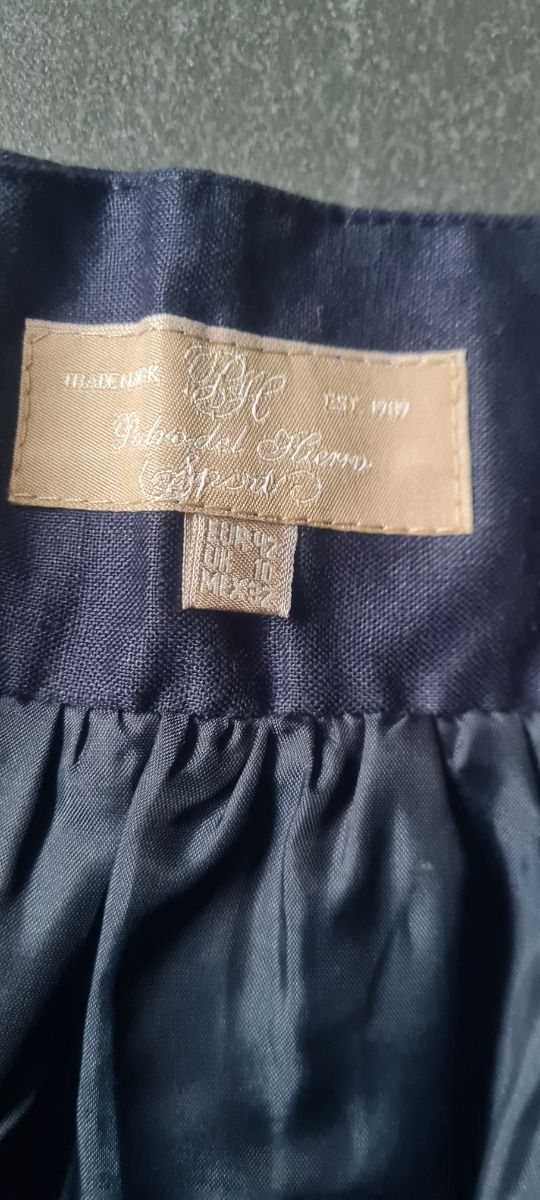 TRADEMARK PdH EST. 1989
Pedro del Hierro
Sport
EUR 42
UK 10
MEX 32